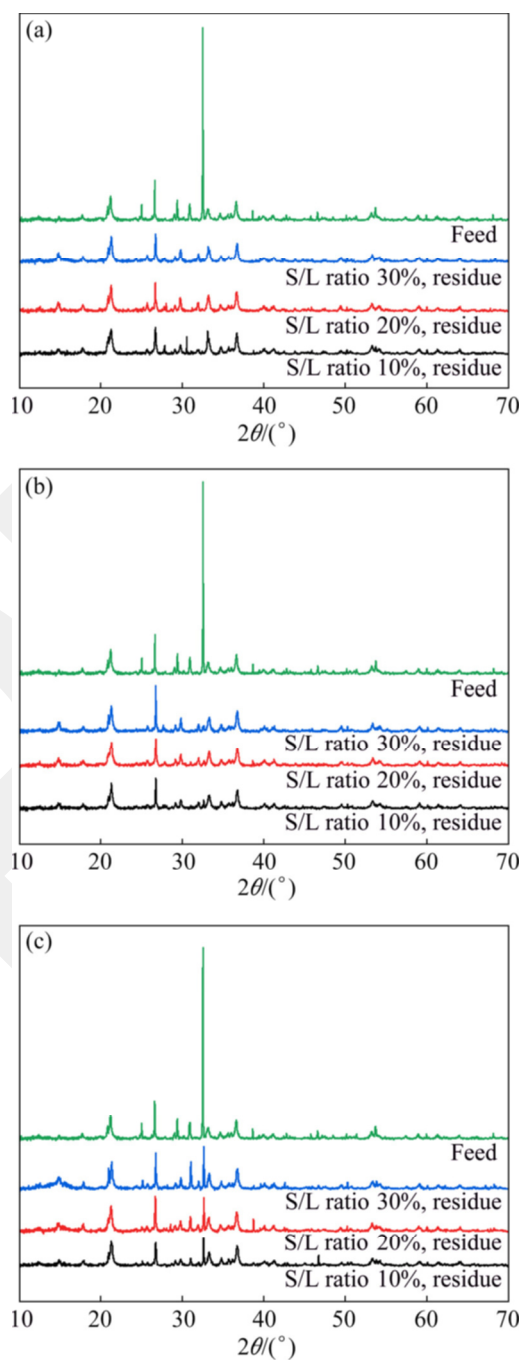 (a)
Feed
S/L ratio 30%, residue
S/L ratio 20%, residue
S/L ratio 10%, residue
10 20 30 40 50 60 70
2θ/(°)
(b)
Feed
S/L ratio 30%, residue
S/L ratio 20%, residue
S/L ratio 10%, residue
10 20 30 40 50 60 70
2θ/(°)
(c)
Feed
S/L ratio 30%, residue
S/L ratio 20%, residue
S/L ratio 10%, residue
10 20 30 40 50 60 70
2θ/(°)